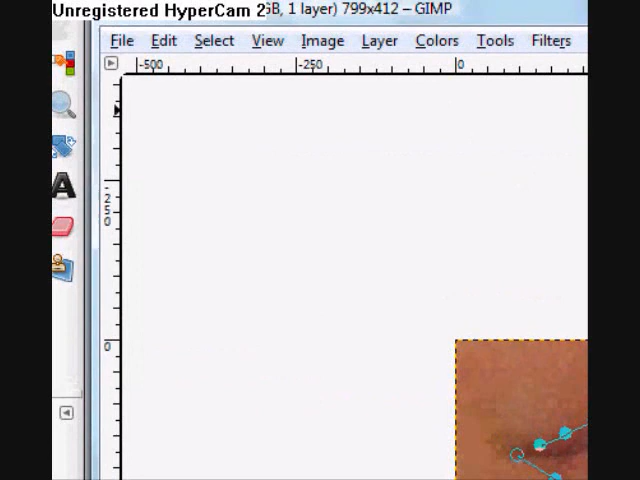 Unregistered HyperCam 2
GB, 1 layer) 799x412 – GIMP
File Edit Select View Image Layer Colors Tools Filters
-500 -250 0
-250
0
A